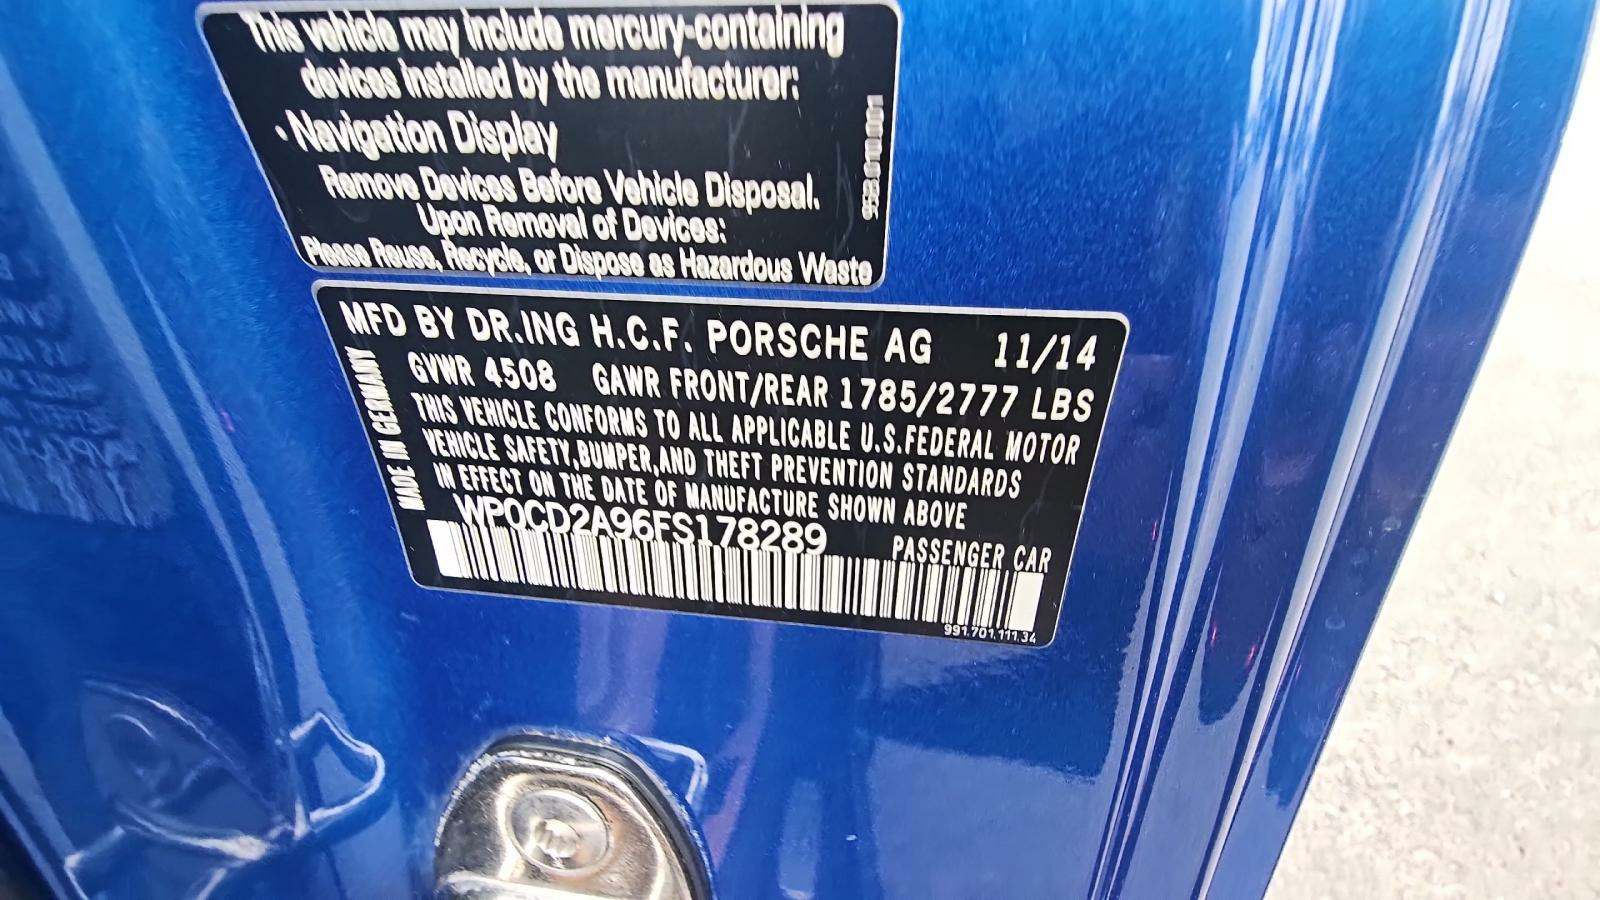 This vehicle may include mercury-containing
devices installed by the manufacturer:
• Navigation Display
Remove Devices Before Vehicle Disposal.
Upon Removal of Devices:
Please Reuse, Recycle, or Dispose as Hazardous Waste
MFD BY DR.ING H.C.F. PORSCHE AG 11/14
GVWR 4508 GAWR FRONT/REAR 1785/2777 LBS
THIS VEHICLE CONFORMS TO ALL APPLICABLE U.S.FEDERAL MOTOR
VEHICLE SAFETY,BUMPER,AND THEFT PREVENTION STANDARDS
IN EFFECT ON THE DATE OF MANUFACTURE SHOWN ABOVE
WP0CD2A96FS178289 PASSENGER CAR
991.701.111.34
MADE IN GERMANY